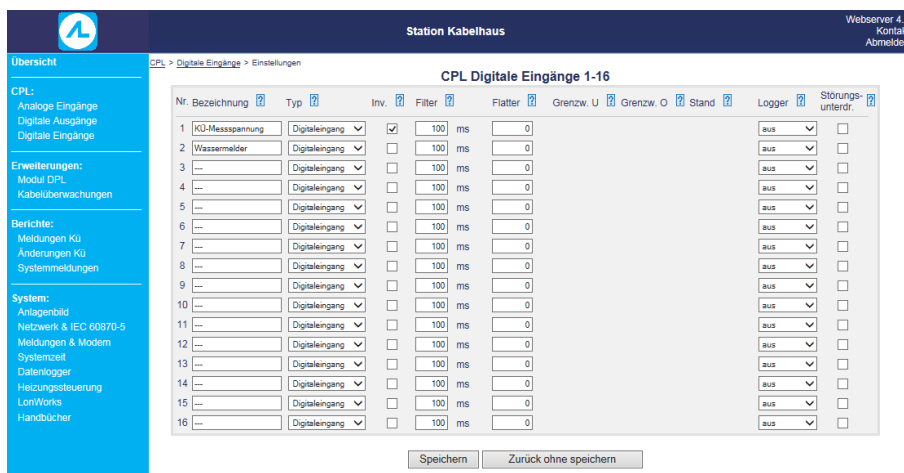 Station Kabelhaus
Webserver 4.
Abmelde
Übersicht
CPL:
Analoge Eingänge
Digitale Ausgänge
Digitale Eingänge
Erweiterungen:
Modul DPL
Kabelüberwachungen
Berichte:
Meldungen Kü
Änderungen Kü
Systemmeldungen
System:
Anlagenbild
Netzwerk & IEC 60870-5
Meldungen & Modem
Systemzeit
Datenlogger
Heizungssteuerung
LonWorks
Handbücher
CPL > Digitale Eingänge > Einstellungen
CPL Digitale Eingänge 1-16
Nr. Bezeichnung ? Typ ? Inv. ? Filter ? Flatter ? Grenzw. U ? Grenzw. O ? Stand ? Logger ? Störungs-unterdr. ?
1 KÜ-Messspannung Digitaleingang 100 ms 0 aus
2 Wassermelder Digitaleingang 100 ms 0 aus
3 --- Digitaleingang 100 ms 0 aus
4 --- Digitaleingang 100 ms 0 aus
5 --- Digitaleingang 100 ms 0 aus
6 --- Digitaleingang 100 ms 0 aus
7 --- Digitaleingang 100 ms 0 aus
8 --- Digitaleingang 100 ms 0 aus
9 --- Digitaleingang 100 ms 0 aus
10 --- Digitaleingang 100 ms 0 aus
11 --- Digitaleingang 100 ms 0 aus
12 --- Digitaleingang 100 ms 0 aus
13 --- Digitaleingang 100 ms 0 aus
14 --- Digitaleingang 100 ms 0 aus
15 --- Digitaleingang 100 ms 0 aus
16 --- Digitaleingang 100 ms 0 aus
Speichern Zurück ohne speichern